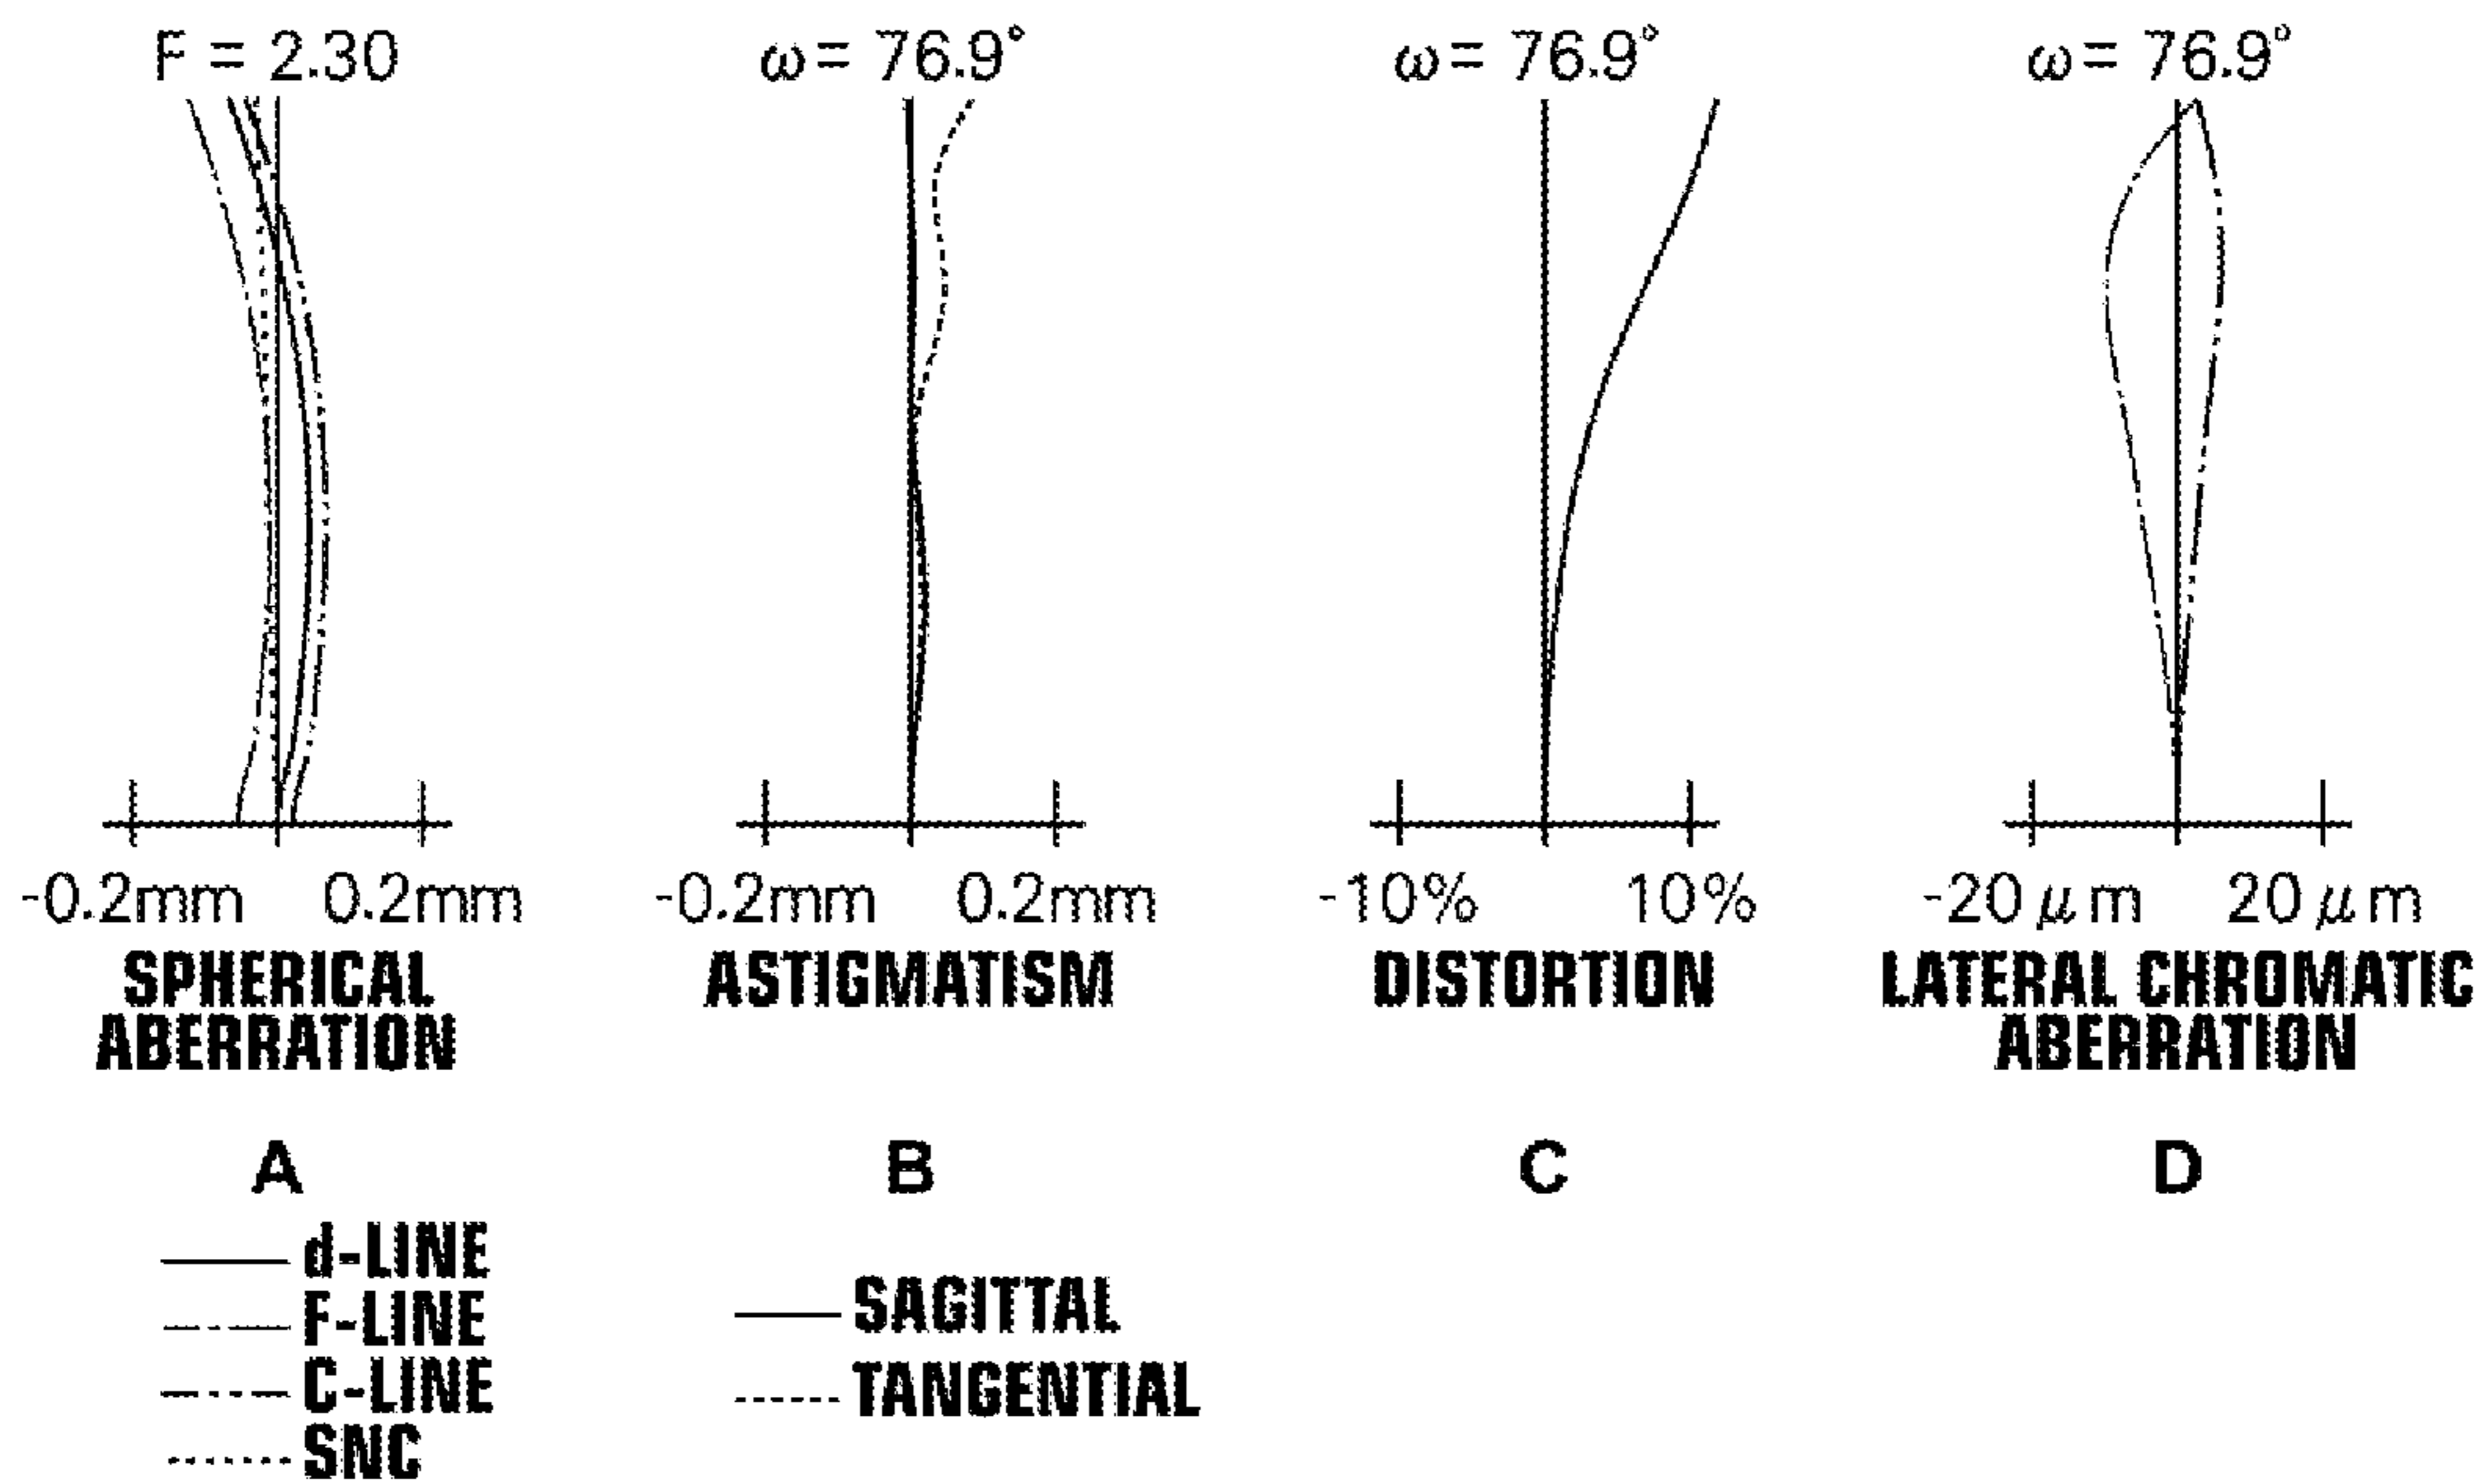 F = 2.30
-0.2mm 0.2mm
SPHERICAL
ABERRATION
A
d-LINE
F-LINE
C-LINE
SNC
ω= 76.9°
-0.2mm 0.2mm
ASTIGMATISM
B
SAGITTAL
TANGENTIAL
ω= 76.9°
-10% 10%
DISTORTION
C
ω= 76.9°
-20μm 20μm
LATERAL CHROMATIC
ABERRATION
D